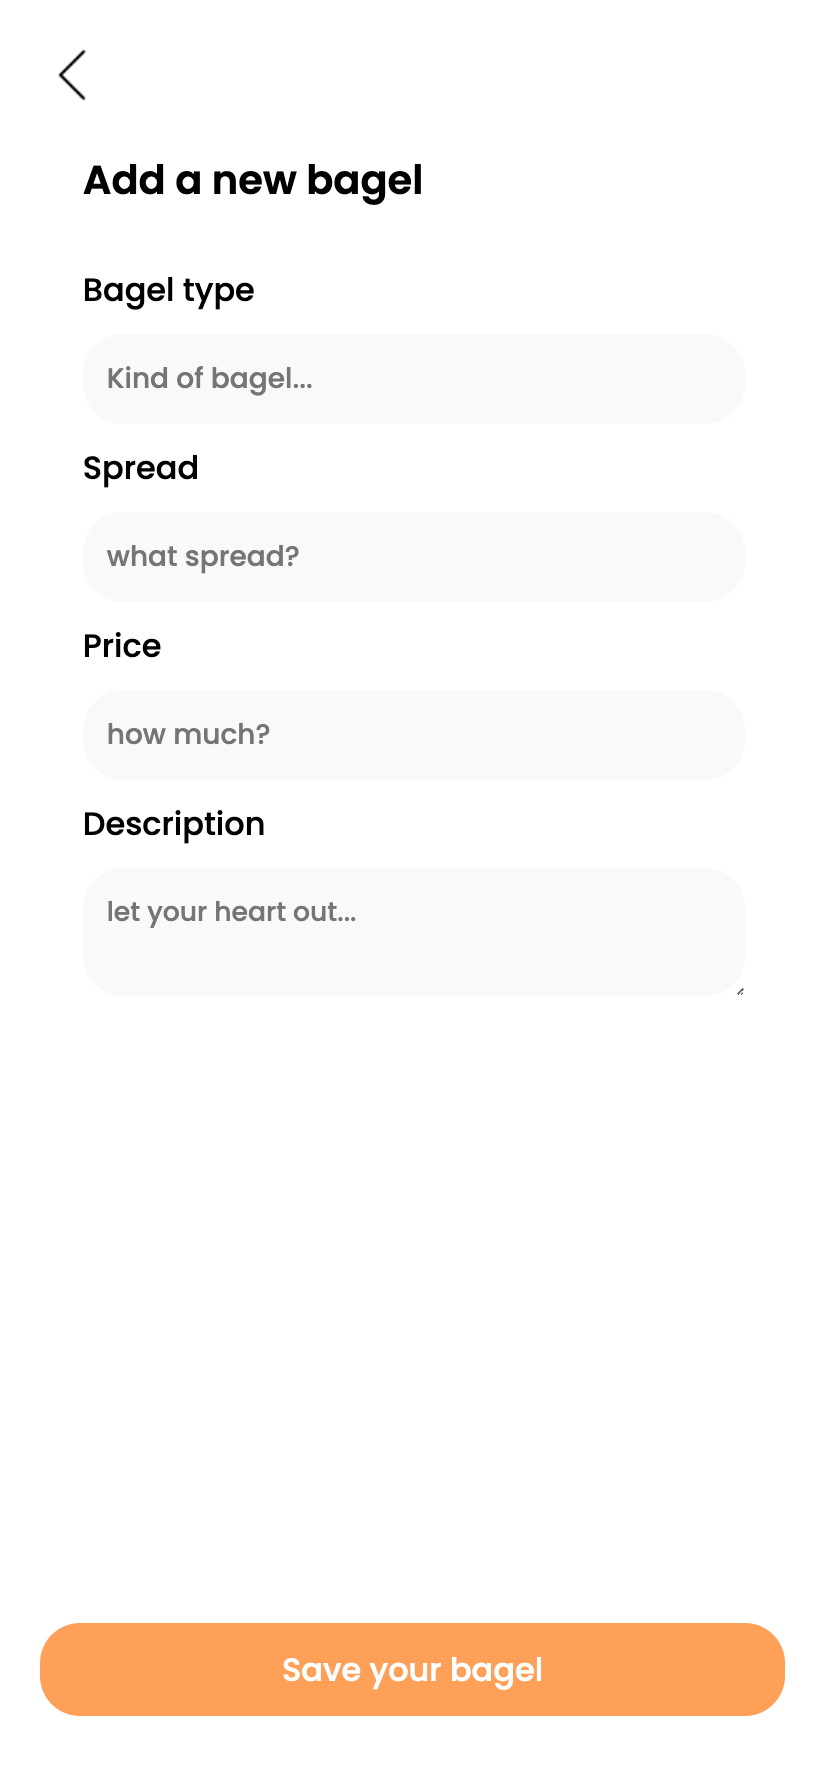 Add a new bagel
Bagel type
Kind of bagel...
Spread
what spread?
Price
how much?
Description
let your heart out...
Save your bagel